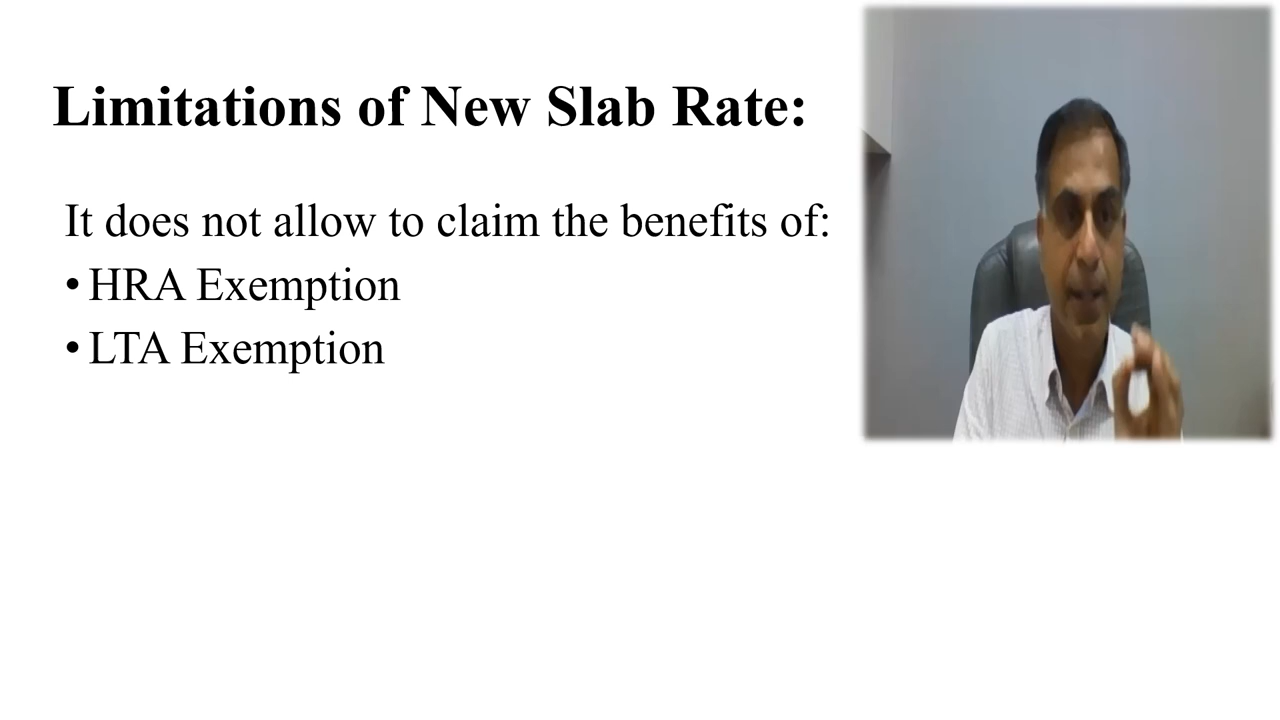 Limitations of New Slab Rate:
It does not allow to claim the benefits of:
• HRA Exemption
• LTA Exemption